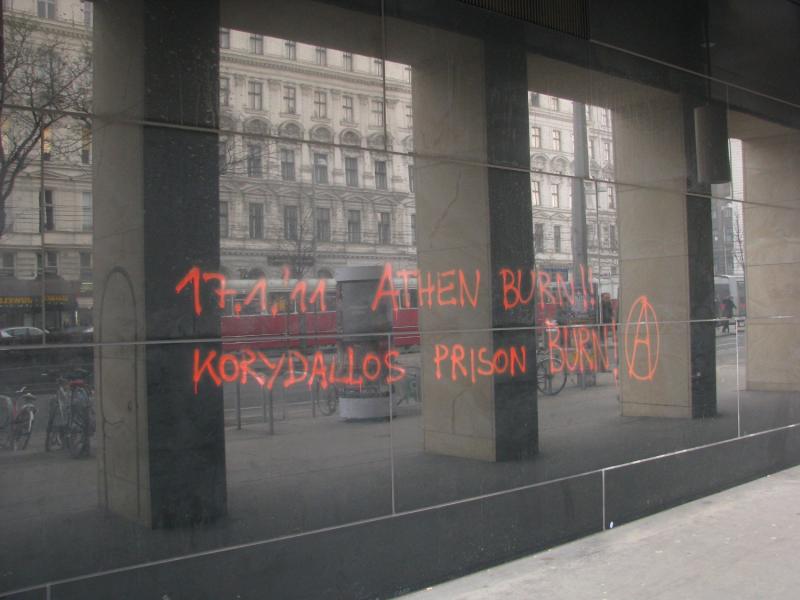 17.1.'11 ATHEN BURN!!
KORYDALLOS PRISON BURN! Ⓐ